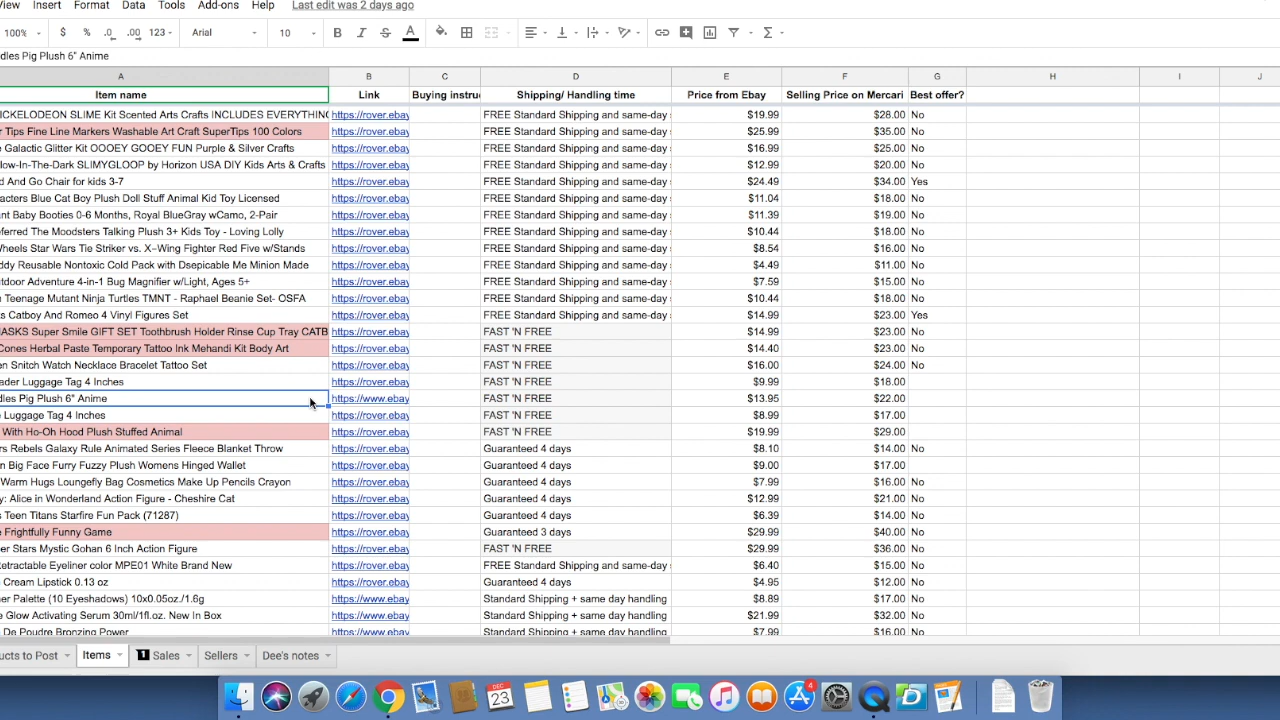 View Insert Format Data Tools Add-ons Help Last edit was 2 days ago
100% $ % .0 .00 123 Arial 10
dles Pig Plush 6" Anime
A B C D E F G H I J
Item name Link Buying instruc Shipping/ Handling time Price from Ebay Selling Price on Mercari Best offer?
ICKELODEON SLIME Kit Scented Arts Crafts INCLUDES EVERYTHING https://rover.ebay FREE Standard Shipping and same-day s $19.99 $28.00 No
r Tips Fine Line Markers Washable Art Craft SuperTips 100 Colors https://rover.ebay FREE Standard Shipping and same-day s $25.99 $35.00 No
e Galactic Glitter Kit OOOEY GOOEY FUN Purple & Silver Crafts https://rover.ebay FREE Standard Shipping and same-day s $16.99 $25.00 No
low-In-The-Dark SLIMYGLOOP by Horizon USA DIY Kids Arts & Crafts https://rover.ebay FREE Standard Shipping and same-day s $12.99 $20.00 No
d And Go Chair for kids 3-7 https://rover.ebay FREE Standard Shipping and same-day s $24.49 $34.00 Yes
acters Blue Cat Boy Plush Doll Stuff Animal Kid Toy Licensed https://rover.ebay FREE Standard Shipping and same-day s $11.04 $18.00 No
ant Baby Booties 0-6 Months, Royal BlueGray wCamo, 2-Pair https://rover.ebay FREE Standard Shipping and same-day s $11.39 $19.00 No
ferred The Moodsters Talking Plush 3+ Kids Toy - Loving Lolly https://rover.ebay FREE Standard Shipping and same-day s $10.44 $18.00 No
Wheels Star Wars Tie Striker vs. X-Wing Fighter Red Five w/Stands https://rover.ebay FREE Standard Shipping and same-day s $8.54 $16.00 No
ddy Reusable Nontoxic Cold Pack with Dsepicable Me Minion Made https://rover.ebay FREE Standard Shipping and same-day s $4.49 $11.00 No
utdoor Adventure 4-in-1 Bug Magnifier w/Light, Ages 5+ https://rover.ebay FREE Standard Shipping and same-day s $7.59 $15.00 No
n Teenage Mutant Ninja Turtles TMNT - Raphael Beanie Set- OSFA https://rover.ebay FREE Standard Shipping and same-day s $10.44 $18.00 No
s Catboy And Romeo 4 Vinyl Figures Set https://rover.ebay FREE Standard Shipping and same-day s $14.99 $23.00 Yes
MASKS Super Smile GIFT SET Toothbrush Holder Rinse Cup Tray CATB https://rover.ebay FAST 'N FREE $14.99 $23.00 No
Cones Herbal Paste Temporary Tattoo Ink Mehandi Kit Body Art https://rover.ebay FAST 'N FREE $14.40 $23.00 No
en Snitch Watch Necklace Bracelet Tattoo Set https://rover.ebay FAST 'N FREE $16.00 $24.00 No
ader Luggage Tag 4 Inches https://rover.ebay FAST 'N FREE $9.99 $18.00
dles Pig Plush 6" Anime https://www.ebay FAST 'N FREE $13.95 $22.00
e Luggage Tag 4 Inches https://rover.ebay FAST 'N FREE $8.99 $17.00
With Ho-Oh Hood Plush Stuffed Animal https://rover.ebay FAST 'N FREE $19.99 $29.00
rs Rebels Galaxy Rule Animated Series Fleece Blanket Throw https://rover.ebay Guaranteed 4 days $8.10 $14.00 No
n Big Face Furry Fuzzy Plush Womens Hinged Wallet https://rover.ebay Guaranteed 4 days $9.00 $17.00
Warm Hugs Loungefly Bag Cosmetics Make Up Pencils Crayon https://rover.ebay Guaranteed 4 days $7.99 $16.00 No
y: Alice in Wonderland Action Figure - Cheshire Cat https://rover.ebay Guaranteed 4 days $12.99 $21.00 No
s Teen Titans Starfire Fun Pack (71287) https://rover.ebay Guaranteed 4 days $6.39 $14.00 No
e Frightfully Funny Game https://rover.ebay Guaranteed 3 days $29.99 $40.00 No
er Stars Mystic Gohan 6 Inch Action Figure https://rover.ebay FAST 'N FREE $29.99 $36.00 No
etractable Eyeliner color MPE01 White Brand New https://rover.ebay FREE Standard Shipping and same-day s $6.40 $15.00 No
Cream Lipstick 0.13 oz https://rover.ebay Guaranteed 4 days $4.95 $12.00 No
er Palette (10 Eyeshadows) 10x0.05oz./1.6g https://www.ebay Standard Shipping + same day handling $8.89 $17.00 No
e Glow Activating Serum 30ml/1fl.oz. New In Box https://www.ebay Standard Shipping + same day handling $21.99 $32.00 No
De Poudre Bronzing Power https://www.ebay Standard Shipping + same day handling $7.99 $16.00 No
ucts to Post Items 1 Sales Sellers Dee's notes
DEC 23 4